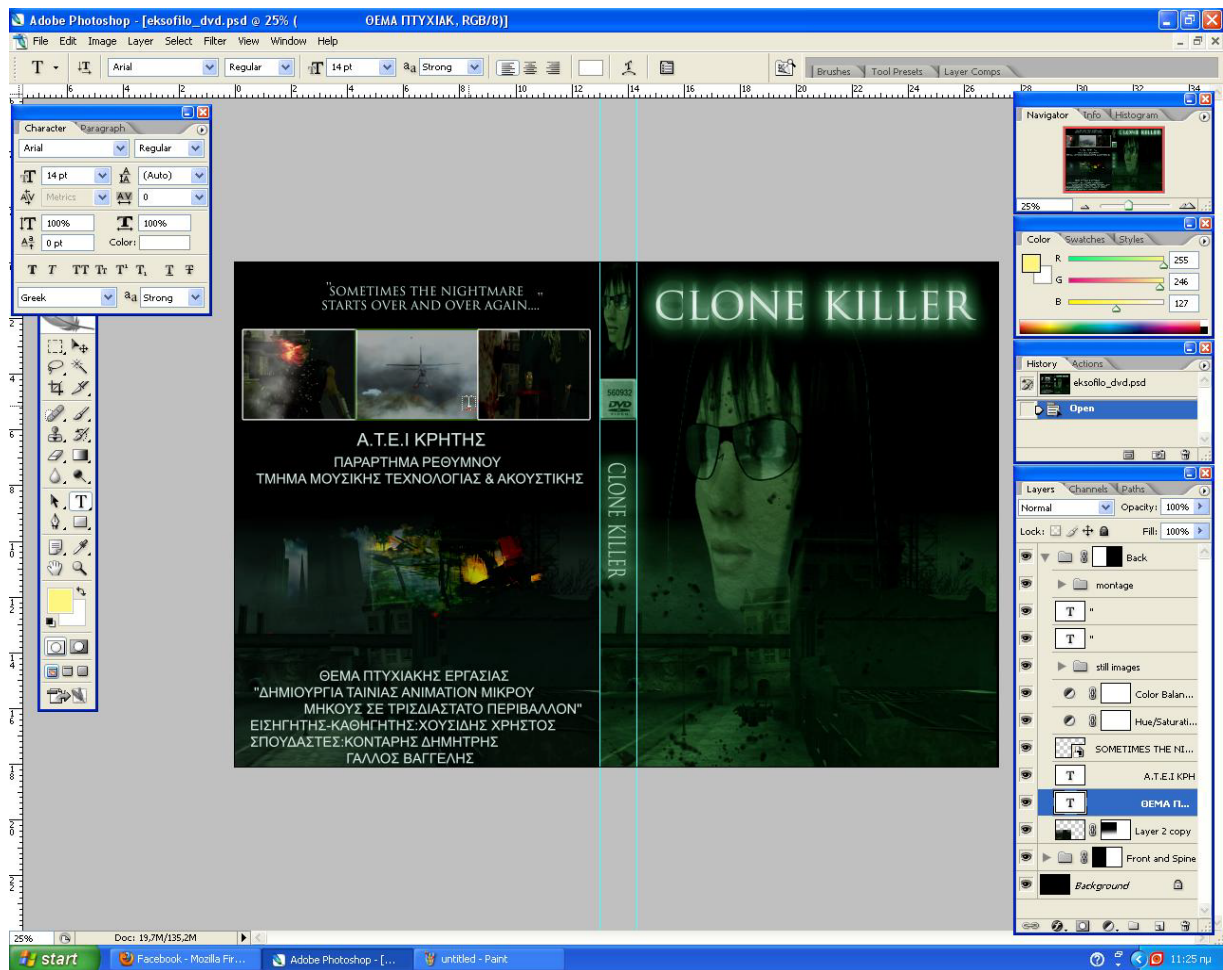 Adobe Photoshop - [eksofilo_dvd.psd @ 25% ( ΘΕΜΑ ΠΤΥΧΙΑΚ, RGB/8)]
File Edit Image Layer Select Filter View Window Help
Arial Regular 14 pt Strong Brushes Tool Presets Layer Comps
Character Paragraph
Arial Regular
14 pt (Auto)
Metrics 0
100% 100%
0 pt Color:
Greek Strong
"SOMETIMES THE NIGHTMARE "
STARTS OVER AND OVER AGAIN....
Α.Τ.Ε.Ι ΚΡΗΤΗΣ
ΠΑΡΑΡΤΗΜΑ ΡΕΘΥΜΝΟΥ
ΤΜΗΜΑ ΜΟΥΣΙΚΗΣ ΤΕΧΝΟΛΟΓΙΑΣ & ΑΚΟΥΣΤΙΚΗΣ
ΘΕΜΑ ΠΤΥΧΙΑΚΗΣ ΕΡΓΑΣΙΑΣ
"ΔΗΜΙΟΥΡΓΙΑ ΤΑΙΝΙΑΣ ANIMATION ΜΙΚΡΟΥ
ΜΗΚΟΥΣ ΣΕ ΤΡΙΣΔΙΑΣΤΑΤΟ ΠΕΡΙΒΑΛΛΟΝ"
ΕΙΣΗΓΗΤΗΣ-ΚΑΘΗΓΗΤΗΣ:ΧΟΥΣΙΔΗΣ ΧΡΗΣΤΟΣ
ΣΠΟΥΔΑΣΤΕΣ:ΚΟΝΤΑΡΗΣ ΔΗΜΗΤΡΗΣ
ΓΑΛΛΟΣ ΒΑΓΓΕΛΗΣ
560932
DVD
VIDEO
CLONE KILLER
CLONE KILLER
Navigator Info Histogram
25%
Color Swatches Styles
R 255
G 246
B 127
History Actions
eksofilo_dvd.psd
Open
Layers Channels Paths
Normal Opacity: 100%
Lock: Fill: 100%
Back
montage
T "
T "
still images
Color Balan...
Hue/Saturati...
SOMETIMES THE NI...
T Α.Τ.Ε.Ι ΚΡΗ
T ΘΕΜΑ Π...
Layer 2 copy
Front and Spine
Background
25% Doc: 19,7M/135,2M
start Facebook - Mozilla Fir... Adobe Photoshop - [... untitled - Paint 11:25 πμ